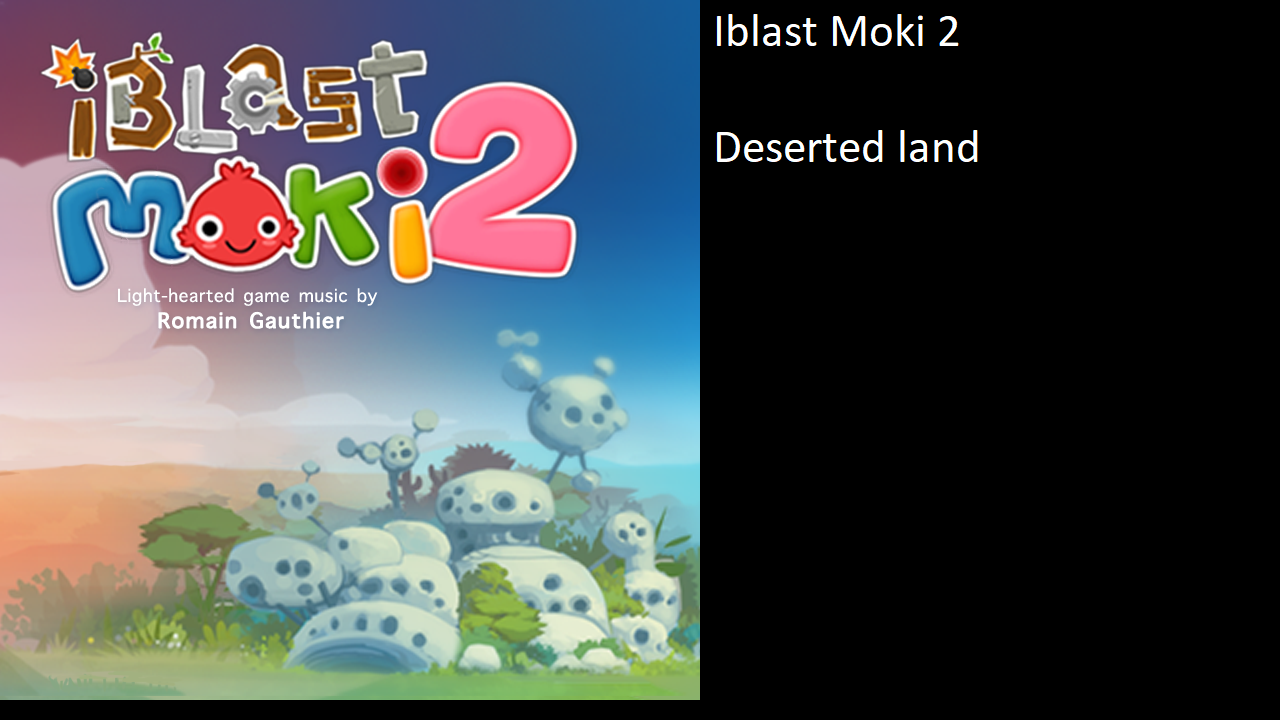 iBLast
moki2
Light-hearted game music by
Romain Gauthier
Iblast Moki 2
Deserted land